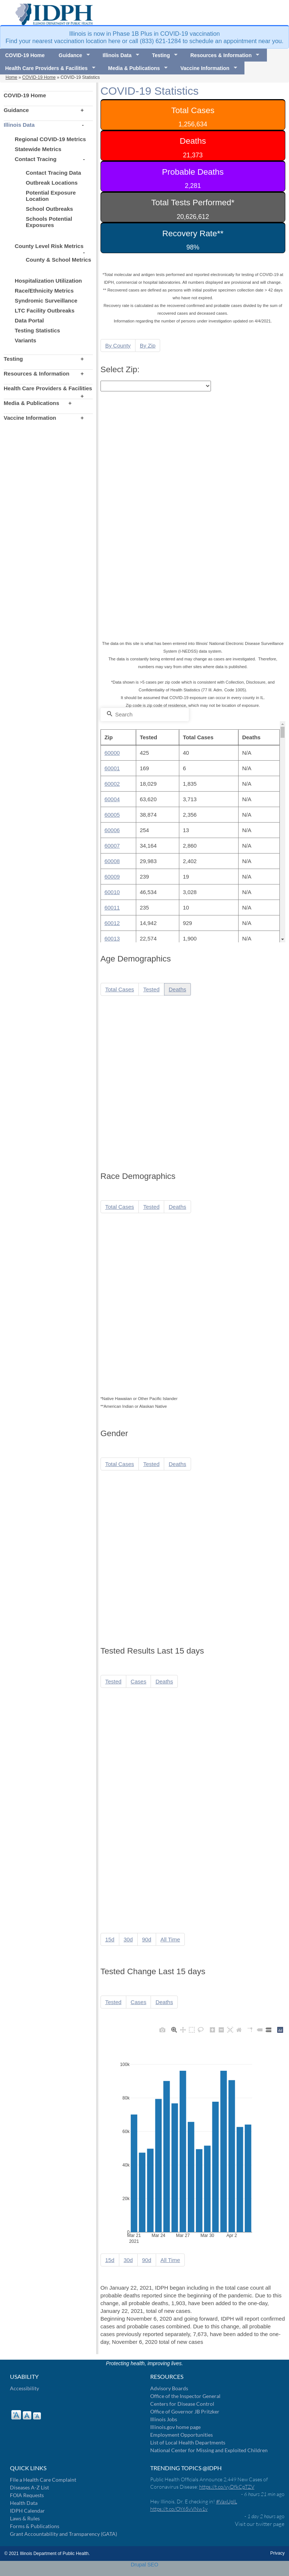 IDPH
ILLINOIS DEPARTMENT OF PUBLIC HEALTH
Illinois is now in Phase 1B Plus in COVID-19 vaccination
Find your nearest vaccination location here or call (833) 621-1284 to schedule an appointment near you.
COVID-19 Home Guidance Illinois Data Testing Resources & Information
Health Care Providers & Facilities Media & Publications Vaccine Information
Home » COVID-19 Home » COVID-19 Statistics
COVID-19 Home
Guidance +
Illinois Data -
Regional COVID-19 Metrics
Statewide Metrics
Contact Tracing -
Contact Tracing Data
Outbreak Locations
Potential Exposure
Location
School Outbreaks
Schools Potential
Exposures
County Level Risk Metrics
-
County & School Metrics
Hospitalization Utilization
Race/Ethnicity Metrics
Syndromic Surveillance
LTC Facility Outbreaks
Data Portal
Testing Statistics
Variants
Testing +
Resources & Information +
Health Care Providers & Facilities
+
Media & Publications +
Vaccine Information +
COVID-19 Statistics
Total Cases
1,256,634
Deaths
21,373
Probable Deaths
2,281
Total Tests Performed*
20,626,612
Recovery Rate**
98%
*Total molecular and antigen tests performed and reported electronically for testing of COVID-19 at
IDPH, commercial or hospital laboratories. All numbers displayed are provisional and will change.
** Recovered cases are defined as persons with initial positive specimen collection date > 42 days
who have not expired.
Recovery rate is calculated as the recovered confirmed and probable cases divided by the sum of
recovered cases and deceased cases.
Information regarding the number of persons under investigation updated on 4/4/2021.
By County By Zip
Select Zip:
The data on this site is what has been entered into Illinois' National Electronic Disease Surveillance
System (I-NEDSS) data system.
The data is constantly being entered and may change as cases are investigated. Therefore,
numbers may vary from other sites where data is published.
*Data shown is >5 cases per zip code which is consistent with Collection, Disclosure, and
Confidentiality of Health Statistics (77 Ill. Adm. Code 1005).
It should be assumed that COVID-19 exposure can occur in every county in IL.
Zip code is zip code of residence, which may not be location of exposure.
Search
Zip Tested Total Cases Deaths
60000 425 40 N/A
60001 169 6 N/A
60002 18,029 1,835 N/A
60004 63,620 3,713 N/A
60005 38,874 2,356 N/A
60006 254 13 N/A
60007 34,164 2,860 N/A
60008 29,983 2,402 N/A
60009 239 19 N/A
60010 46,534 3,028 N/A
60011 235 10 N/A
60012 14,942 929 N/A
60013 22,574 1,900 N/A
Age Demographics
Total Cases Tested Deaths
Race Demographics
Total Cases Tested Deaths
*Native Hawaiian or Other Pacific Islander
**American Indian or Alaskan Native
Gender
Total Cases Tested Deaths
Tested Results Last 15 days
Tested Cases Deaths
15d 30d 90d All Time
Tested Change Last 15 days
Tested Cases Deaths
100k
80k
60k
40k
20k
0
Mar 21 Mar 24 Mar 27 Mar 30 Apr 2
2021
15d 30d 90d All Time
On January 22, 2021, IDPH began including in the total case count all
probable deaths reported since the beginning of the pandemic. Due to this
change, all probable deaths, 1,903, have been added to the one-day,
January 22, 2021, total of new cases.
Beginning November 6, 2020 and going forward, IDPH will report confirmed
cases and probable cases combined. Due to this change, all probable
cases previously reported separately, 7,673, have been added to the one-
day, November 6, 2020 total of new cases
Protecting health, improving lives.
USABILITY
Accessibility
A A A
RESOURCES
Advisory Boards
Office of the Inspector General
Centers for Disease Control
Office of Governor JB Pritzker
Illinois Jobs
Illinois.gov home page
Employment Opportunities
List of Local Health Departments
National Center for Missing and Exploited Children
QUICK LINKS
File a Health Care Complaint
Diseases A-Z List
FOIA Requests
Health Data
IDPH Calendar
Laws & Rules
Forms & Publications
Grant Accountability and Transparency (GATA)
TRENDING TOPICS @IDPH
Public Health Officials Announce 2,449 New Cases of
Visit our twitter page
© 2021 Illinois Department of Public Health.
Privacy
Drupal SEO